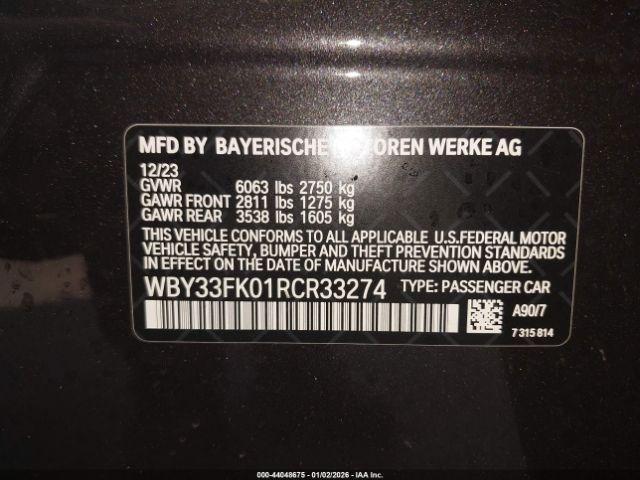 MFD BY BAYERISCHE MOTOREN WERKE AG
12/23
GVWR 6063 lbs 2750 kg
GAWR FRONT 2811 lbs 1275 kg
GAWR REAR 3538 lbs 1605 kg
THIS VEHICLE CONFORMS TO ALL APPLICABLE U.S.FEDERAL MOTOR
VEHICLE SAFETY, BUMPER AND THEFT PREVENTION STANDARDS
IN EFFECT ON THE DATE OF MANUFACTURE SHOWN ABOVE.
WBY33FK01RCR33274 TYPE: PASSENGER CAR
A90/7
7 315 814
000-44048675 - 01/02/2026 - IAA Inc.